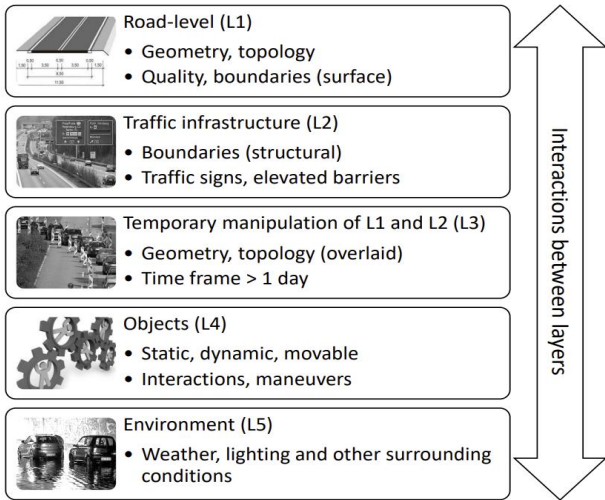 Road-level (L1)
• Geometry, topology
• Quality, boundaries (surface)
Traffic infrastructure (L2)
• Boundaries (structural)
• Traffic signs, elevated barriers
Temporary manipulation of L1 and L2 (L3)
• Geometry, topology (overlaid)
• Time frame > 1 day
Objects (L4)
• Static, dynamic, movable
• Interactions, maneuvers
Environment (L5)
• Weather, lighting and other surrounding
conditions
Interactions between layers